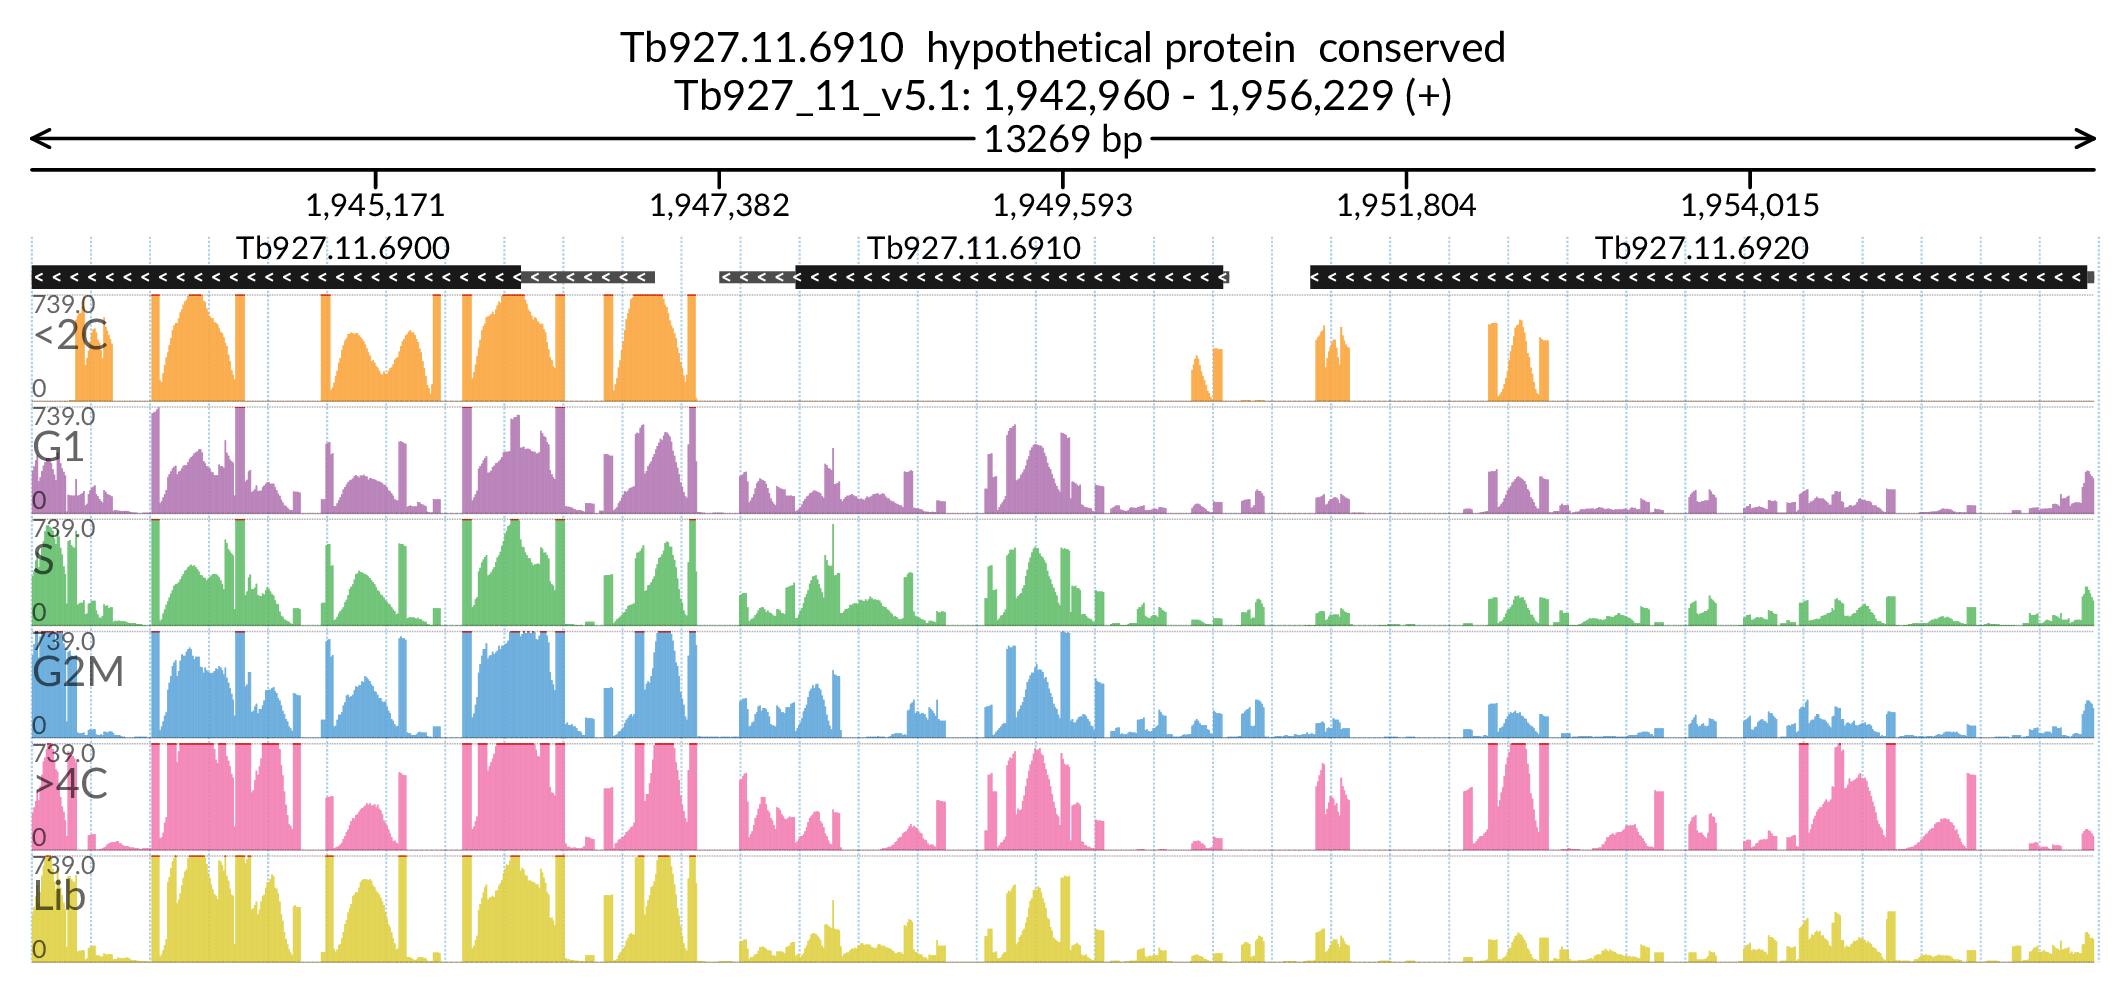 Tb927.11.6910 hypothetical protein conserved
Tb927_11_v5.1: 1,942,960 - 1,956,229 (+)
13269 bp
1,945,171 1,947,382 1,949,593 1,951,804 1,954,015
Tb927.11.6900 Tb927.11.6910 Tb927.11.6920
739.0
<2C
0
739.0
G1
0
739.0
S
0
739.0
G2M
0
739.0
>4C
0
739.0
Lib
0